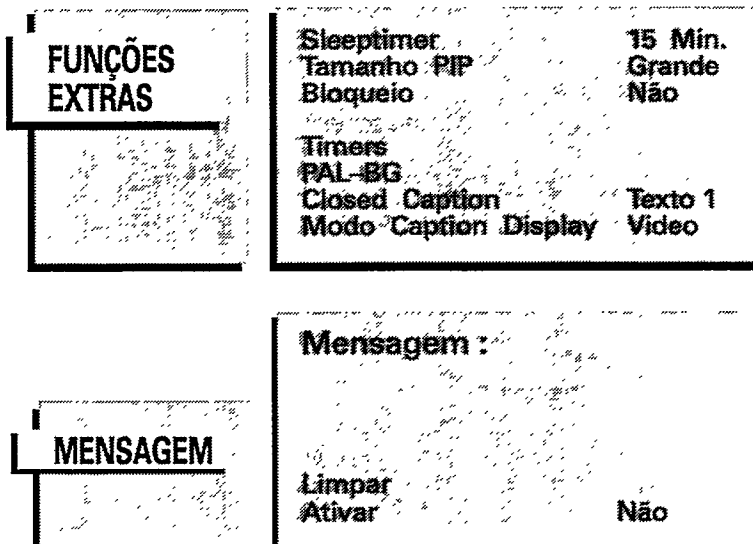 FUNÇÕES
EXTRAS
Sleeptimer 15 Min.
Tamanho PIP Grande
Bloqueio Não
Timers
PAL-BG
Closed Caption Texto 1
Modo Caption Display Video
MENSAGEM
Mensagem :
Limpar
Ativar Não